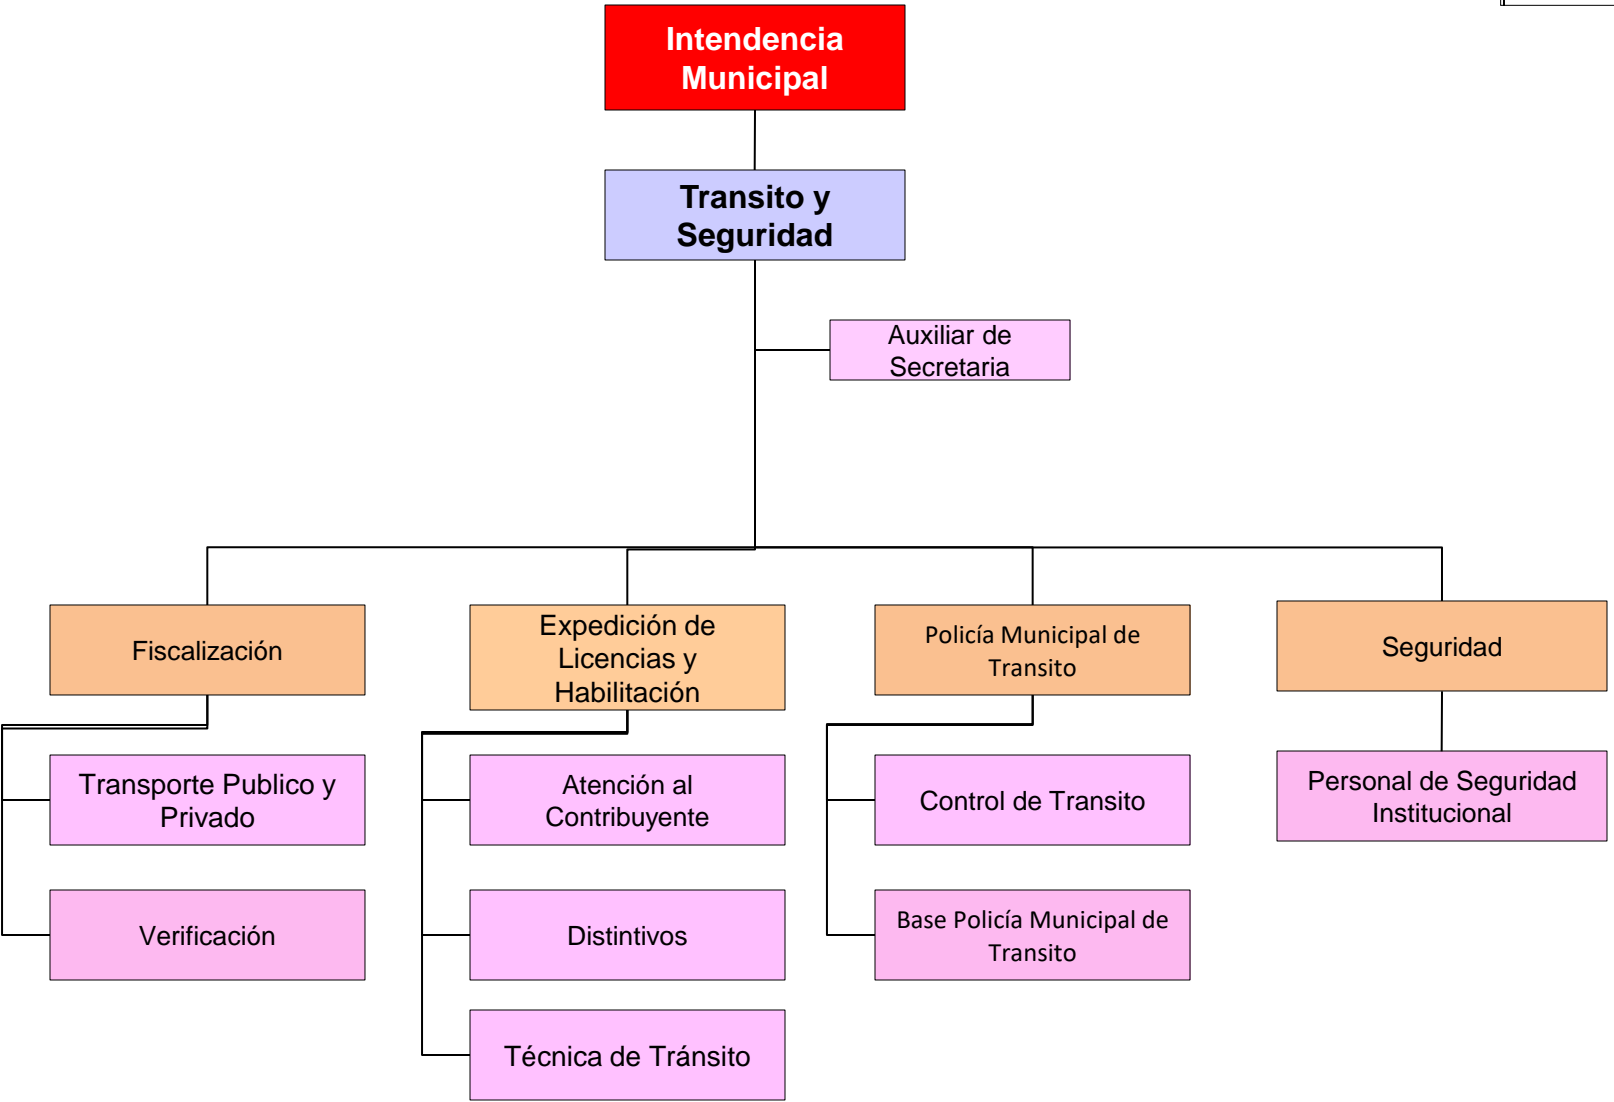 Intendencia
Municipal
Transito y
Seguridad
Auxiliar de
Secretaria
Fiscalización
Expedición de
Licencias y
Habilitación
Policía Municipal de
Transito
Seguridad
Transporte Publico y
Privado
Atención al
Contribuyente
Control de Transito
Personal de Seguridad
Institucional
Verificación
Distintivos
Base Policía Municipal de
Transito
Técnica de Tránsito